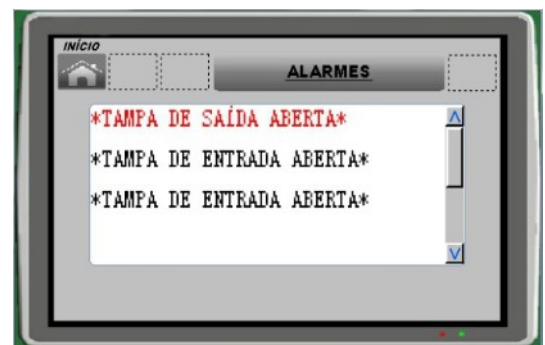 INÍCIO
ALARMES
*TAMPA DE SAÍDA ABERTA*
*TAMPA DE ENTRADA ABERTA*
*TAMPA DE ENTRADA ABERTA*